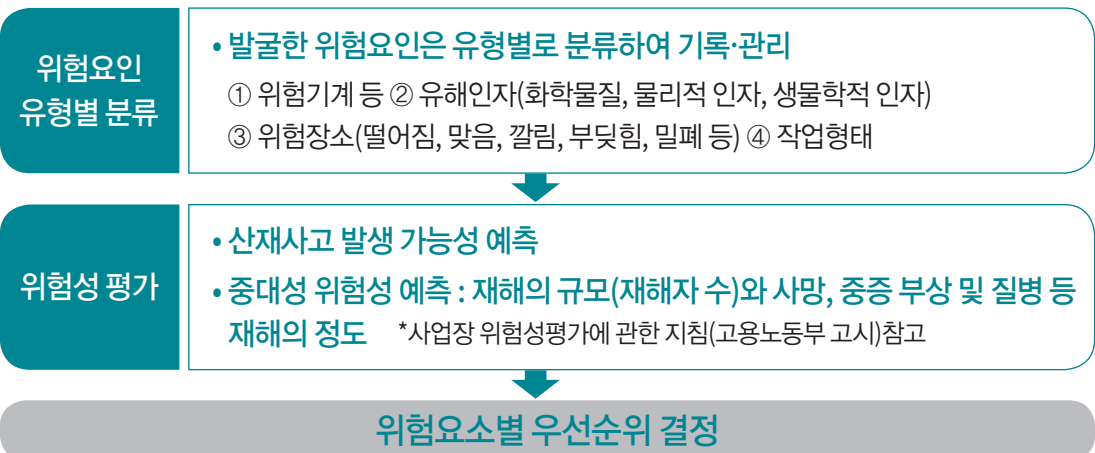 위험요인
유형별 분류
• 발굴한 위험요인은 유형별로 분류하여 기록·관리
① 위험기계 등 ② 유해인자(화학물질, 물리적 인자, 생물학적 인자)
③ 위험장소(떨어짐, 맞음, 깔림, 부딪힘, 밀폐 등) ④ 작업형태
위험성 평가
• 산재사고 발생 가능성 예측
• 중대성 위험성 예측 : 재해의 규모(재해자 수)와 사망, 중증 부상 및 질병 등
재해의 정도 *사업장 위험성평가에 관한 지침(고용노동부 고시)참고
위험요소별 우선순위 결정